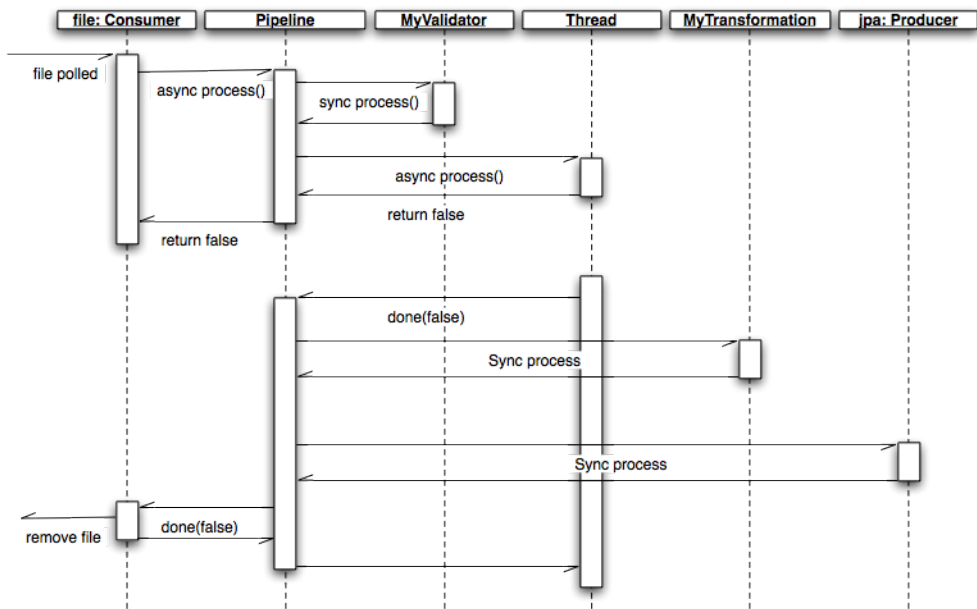 file: Consumer
Pipeline
MyValidator
Thread
MyTransformation
jpa: Producer
file polled
async process()
sync process()
async process()
return false
return false
done(false)
Sync process
Sync process
done(false)
remove file